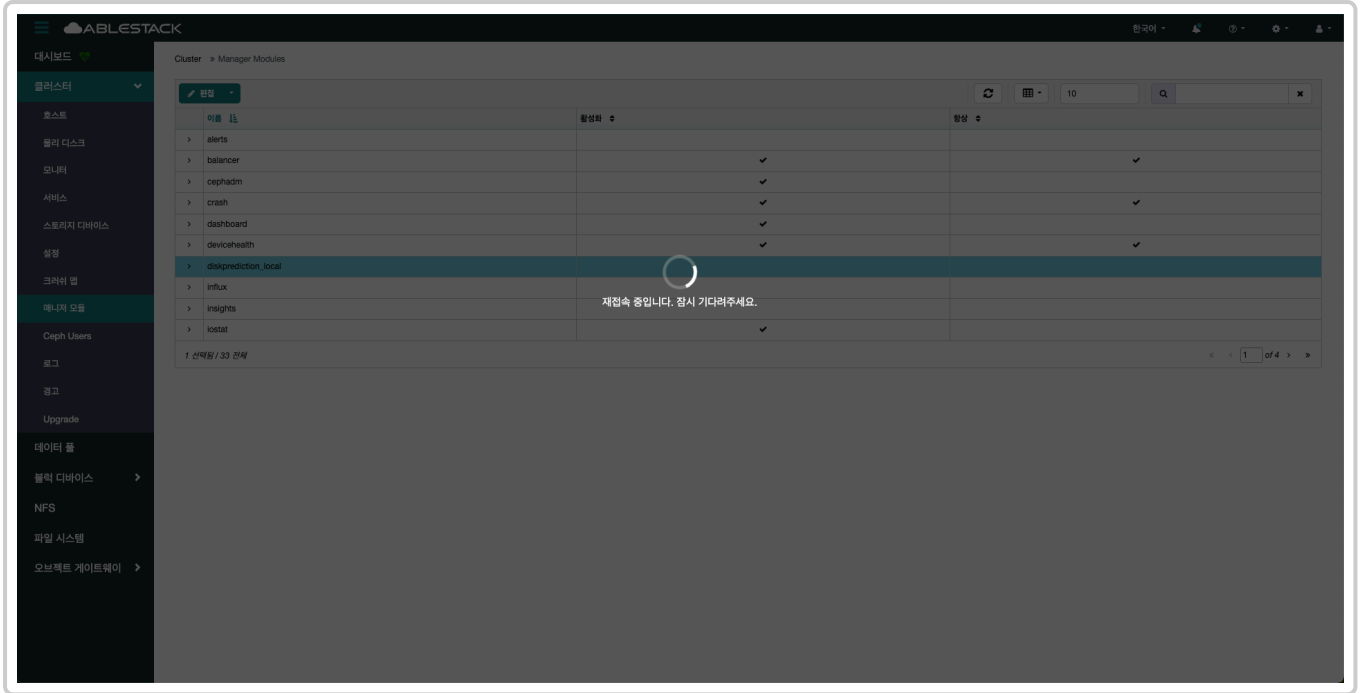 ABLESTACK
한국어
대시보드
Cluster » Manager Modules
클러스터
편집
10
호스트
이름
활성화
항상
물리 디스크
alerts
모니터
balancer
cephadm
서비스
crash
스토리지 디바이스
dashboard
devicehealth
설정
diskprediction_local
크러쉬 맵
influx
재접속 중입니다. 잠시 기다려주세요.
매니저 모듈
insights
Ceph Users
iostat
로그
1 선택됨 / 33 전체
1 of 4
경고
Upgrade
데이터 풀
블럭 디바이스
NFS
파일 시스템
오브젝트 게이트웨이